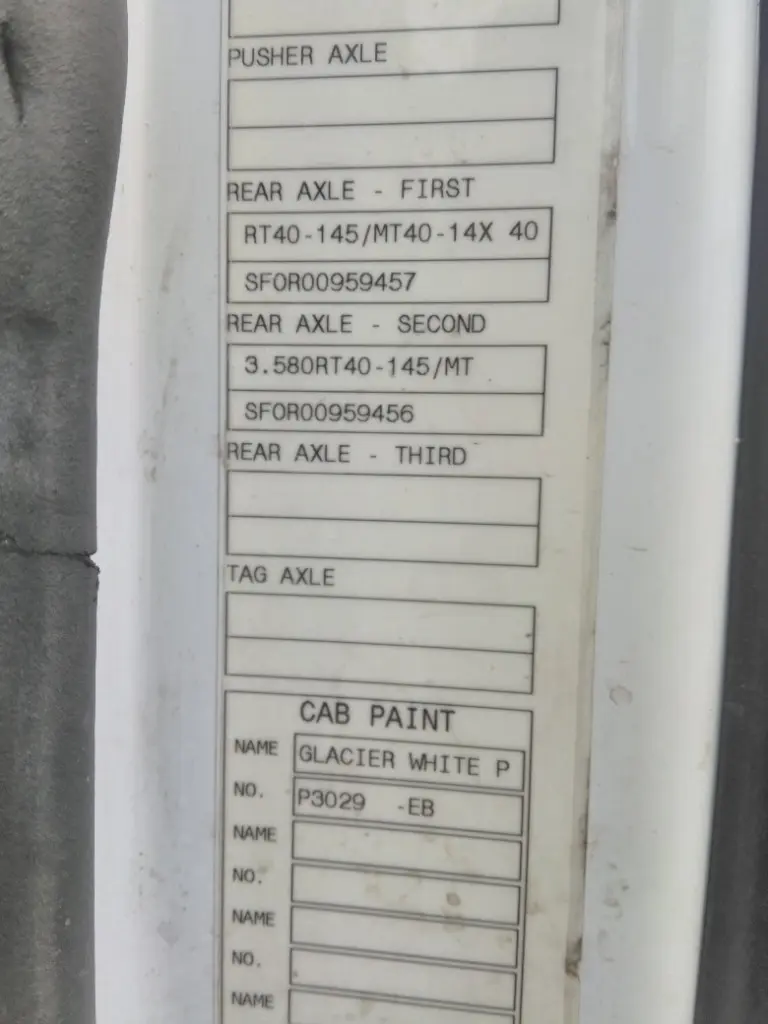 PUSHER AXLE
REAR AXLE - FIRST
RT40-145/MT40-14X 40
SF0R00959457
REAR AXLE - SECOND
3.580RT40-145/MT
SF0R00959456
REAR AXLE - THIRD
TAG AXLE
CAB PAINT
NAME GLACIER WHITE P
NO. P3029 -EB
NAME
NO.
NAME
NO.
NAME